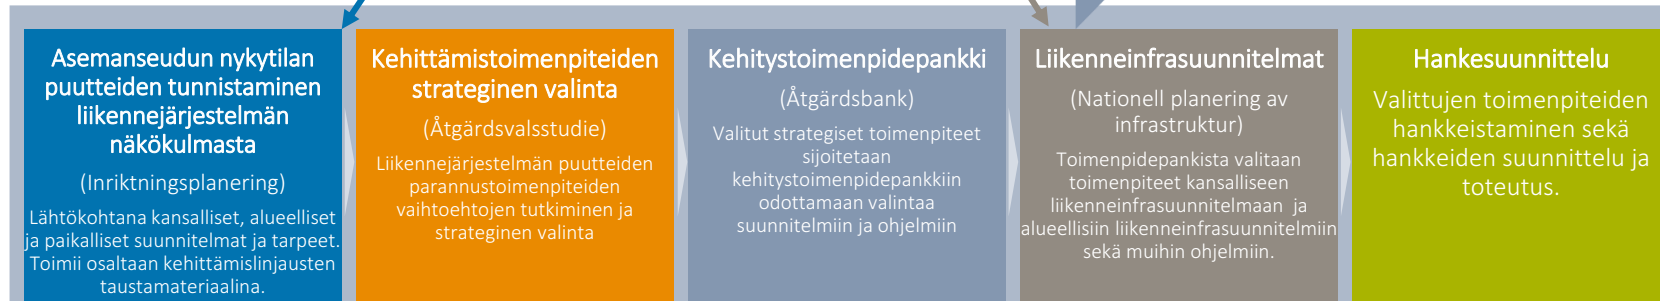 Asemanseudun nykytilan
puutteiden tunnistaminen
liikennejärjestelmän
näkökulmasta
(Inriktningsplanering)
Lähtökohtana kansalliset, alueelliset
ja paikalliset suunnitelmat ja tarpeet.
Toimii osaltaan kehittämislinjausten
taustamateriaalina.
Kehittämistoimenpiteiden
strateginen valinta
(Åtgärdsvalsstudie)
Liikennejärjestelmän puutteiden
parannustoimenpiteiden
vaihtoehtojen tutkiminen ja
strateginen valinta
Kehitystoimenpidepankki
(Åtgärdsbank)
Valitut strategiset toimenpiteet
sijoitetaan
kehitystoimenpidepankkiin
odottamaan valintaa
suunnitelmiin ja ohjelmiin
Liikenneinfrasuunnitelmat
(Nationell planering av
infrastruktur)
Toimenpidepankista valitaan
toimenpiteet kansalliseen
liikenneinfrasuunnitelmaan ja
alueellisiin liikenneinfrasuunnitelmiin
sekä muihin ohjelmiin.
Hankesuunnittelu
Valittujen toimenpiteiden
hankkeistaminen sekä
hankkeiden suunnittelu ja
toteutus.